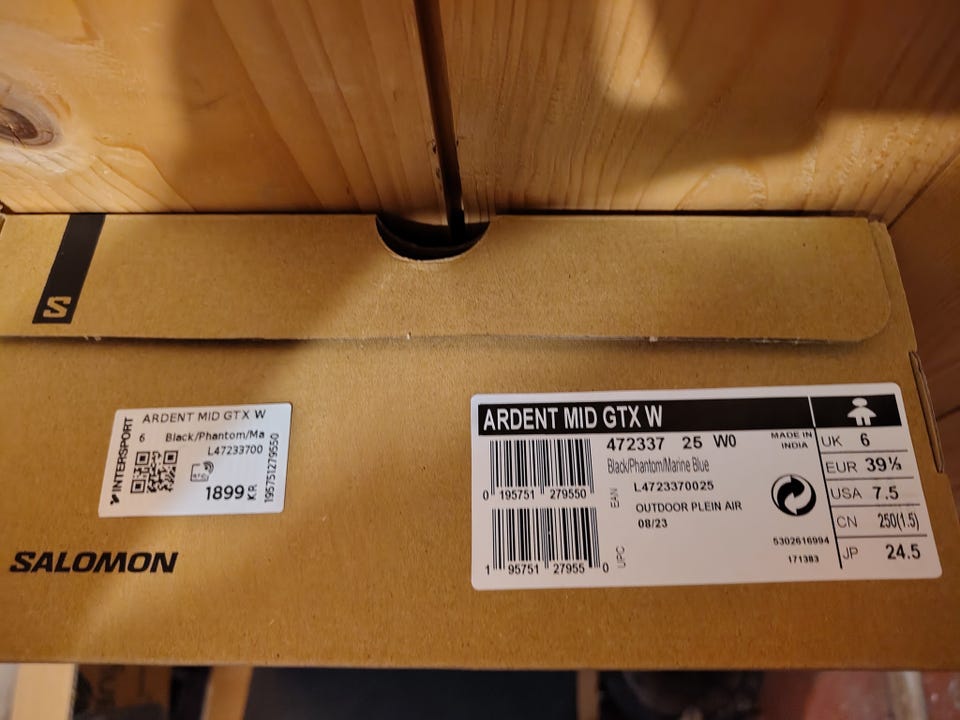 S
INTERSPORT
ARDENT MID GTX W
6 Black/Phantom/Ma
L47233700
1899 KR
195751279550
SALOMON
ARDENT MID GTX W
472337 25 W0
Black/Phantom/Marine Blue
L4723370025
OUTDOOR PLEIN AIR
08/23
0 195751 279550
EAN
1 95751 27955 0
UPC
MADE IN
INDIA
5302616994
171383
UK 6
EUR 39⅓
USA 7.5
CN 250(1.5)
JP 24.5